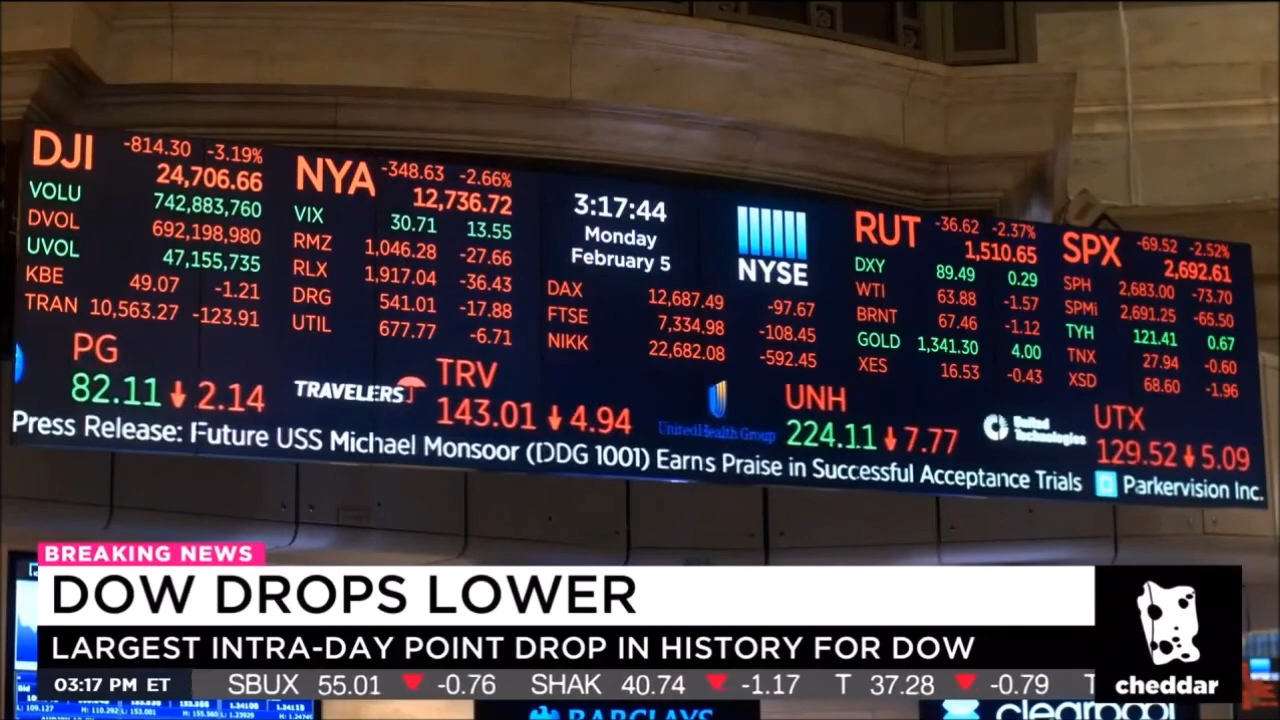 DJI -814.30 -3.19%
24,706.66
VOLU 742,883,760
DVOL 692,198,980
UVOL 47,155,735
KBE 49.07 -1.21
TRAN 10,563.27 -123.91
NYA -348.63 -2.66%
12,736.72
VIX 30.71 13.55
RMZ 1,046.28 -27.66
RLX 1,917.04 -36.43
DRG 541.01 -17.88
UTIL 677.77 -6.71
3:17:44
Monday
February 5
NYSE
DAX 12,687.49 -97.67
FTSE 7,334.98 -108.45
NIKK 22,682.08 -592.45
RUT -36.62 -2.37%
1,510.65
DXY 89.49 0.29
WTI 63.88 -1.57
BRNT 67.46 -1.12
GOLD 1,341.30 4.00
XES 16.53 -0.43
SPX -69.52 -2.52%
2,692.61
SPH 2,683.00 -73.70
SPMi 2,691.25 -65.50
TYH 121.41 0.67
TNX 27.94 -0.60
XSD 68.60 -1.96
PG
82.11 2.14
TRAVELERS TRV
143.01 4.94
UnitedHealth Group UNH
224.11 7.77
United Technologies UTX
129.52 5.09
Press Release: Future USS Michael Monsoor (DDG 1001) Earns Praise in Successful Acceptance Trials Parkervision Inc.
BREAKING NEWS
DOW DROPS LOWER
LARGEST INTRA-DAY POINT DROP IN HISTORY FOR DOW
03:17 PM ET SBUX 55.01 -0.76 SHAK 40.74 -1.17 T 37.28 -0.79 T
cheddar
BARCLAYS
clearpool